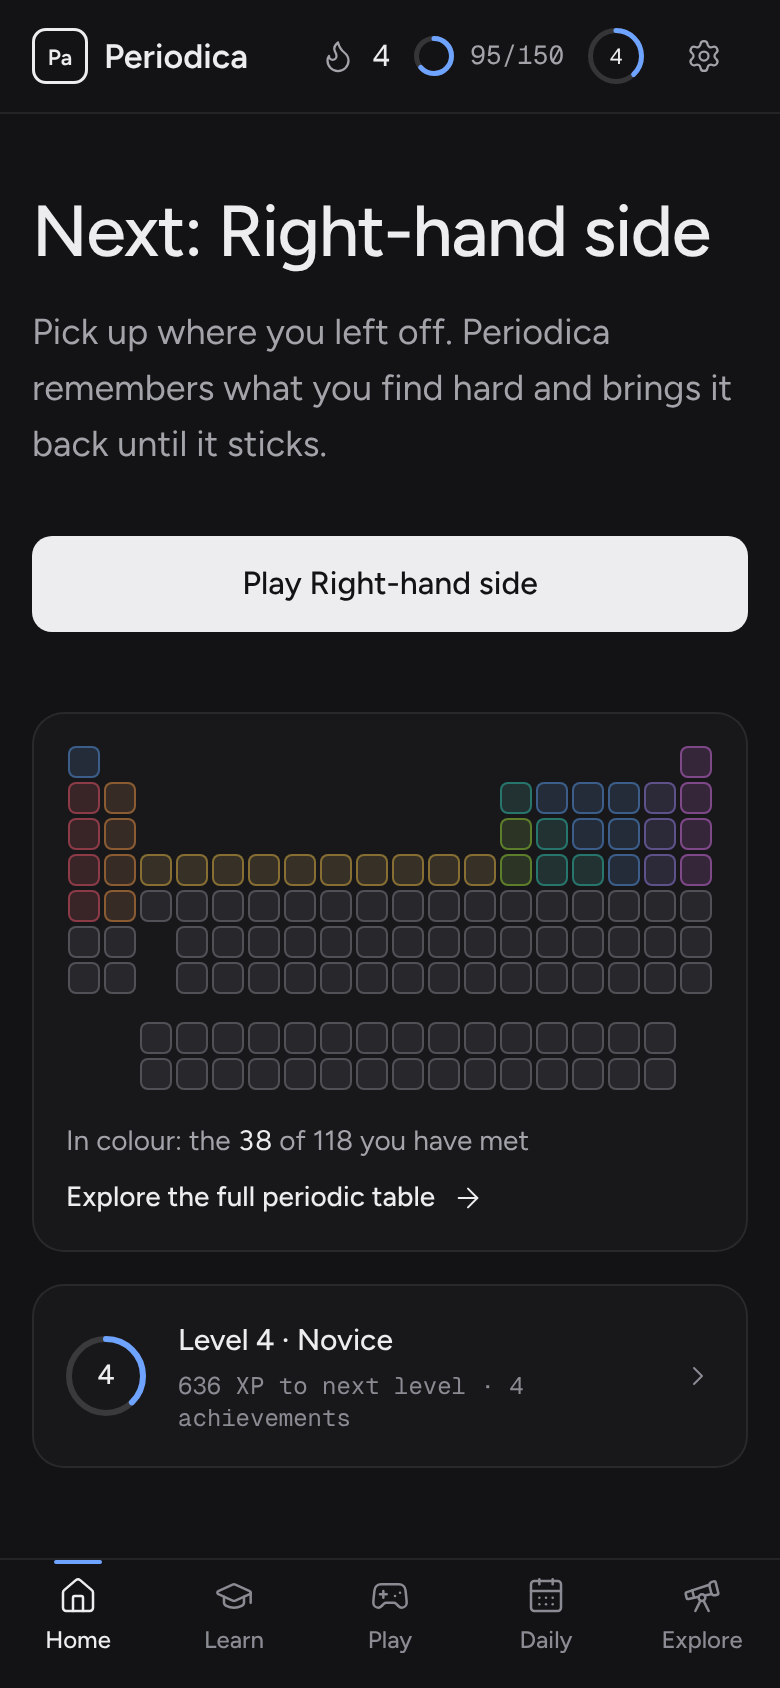 Pa Periodica 4 95/150 4
Next: Right-hand side
Pick up where you left off. Periodica
remembers what you find hard and brings it
back until it sticks.
Play Right-hand side
In colour: the 38 of 118 you have met
Explore the full periodic table →
4
Level 4 · Novice
636 XP to next level · 4
achievements
Home Learn Play Daily Explore